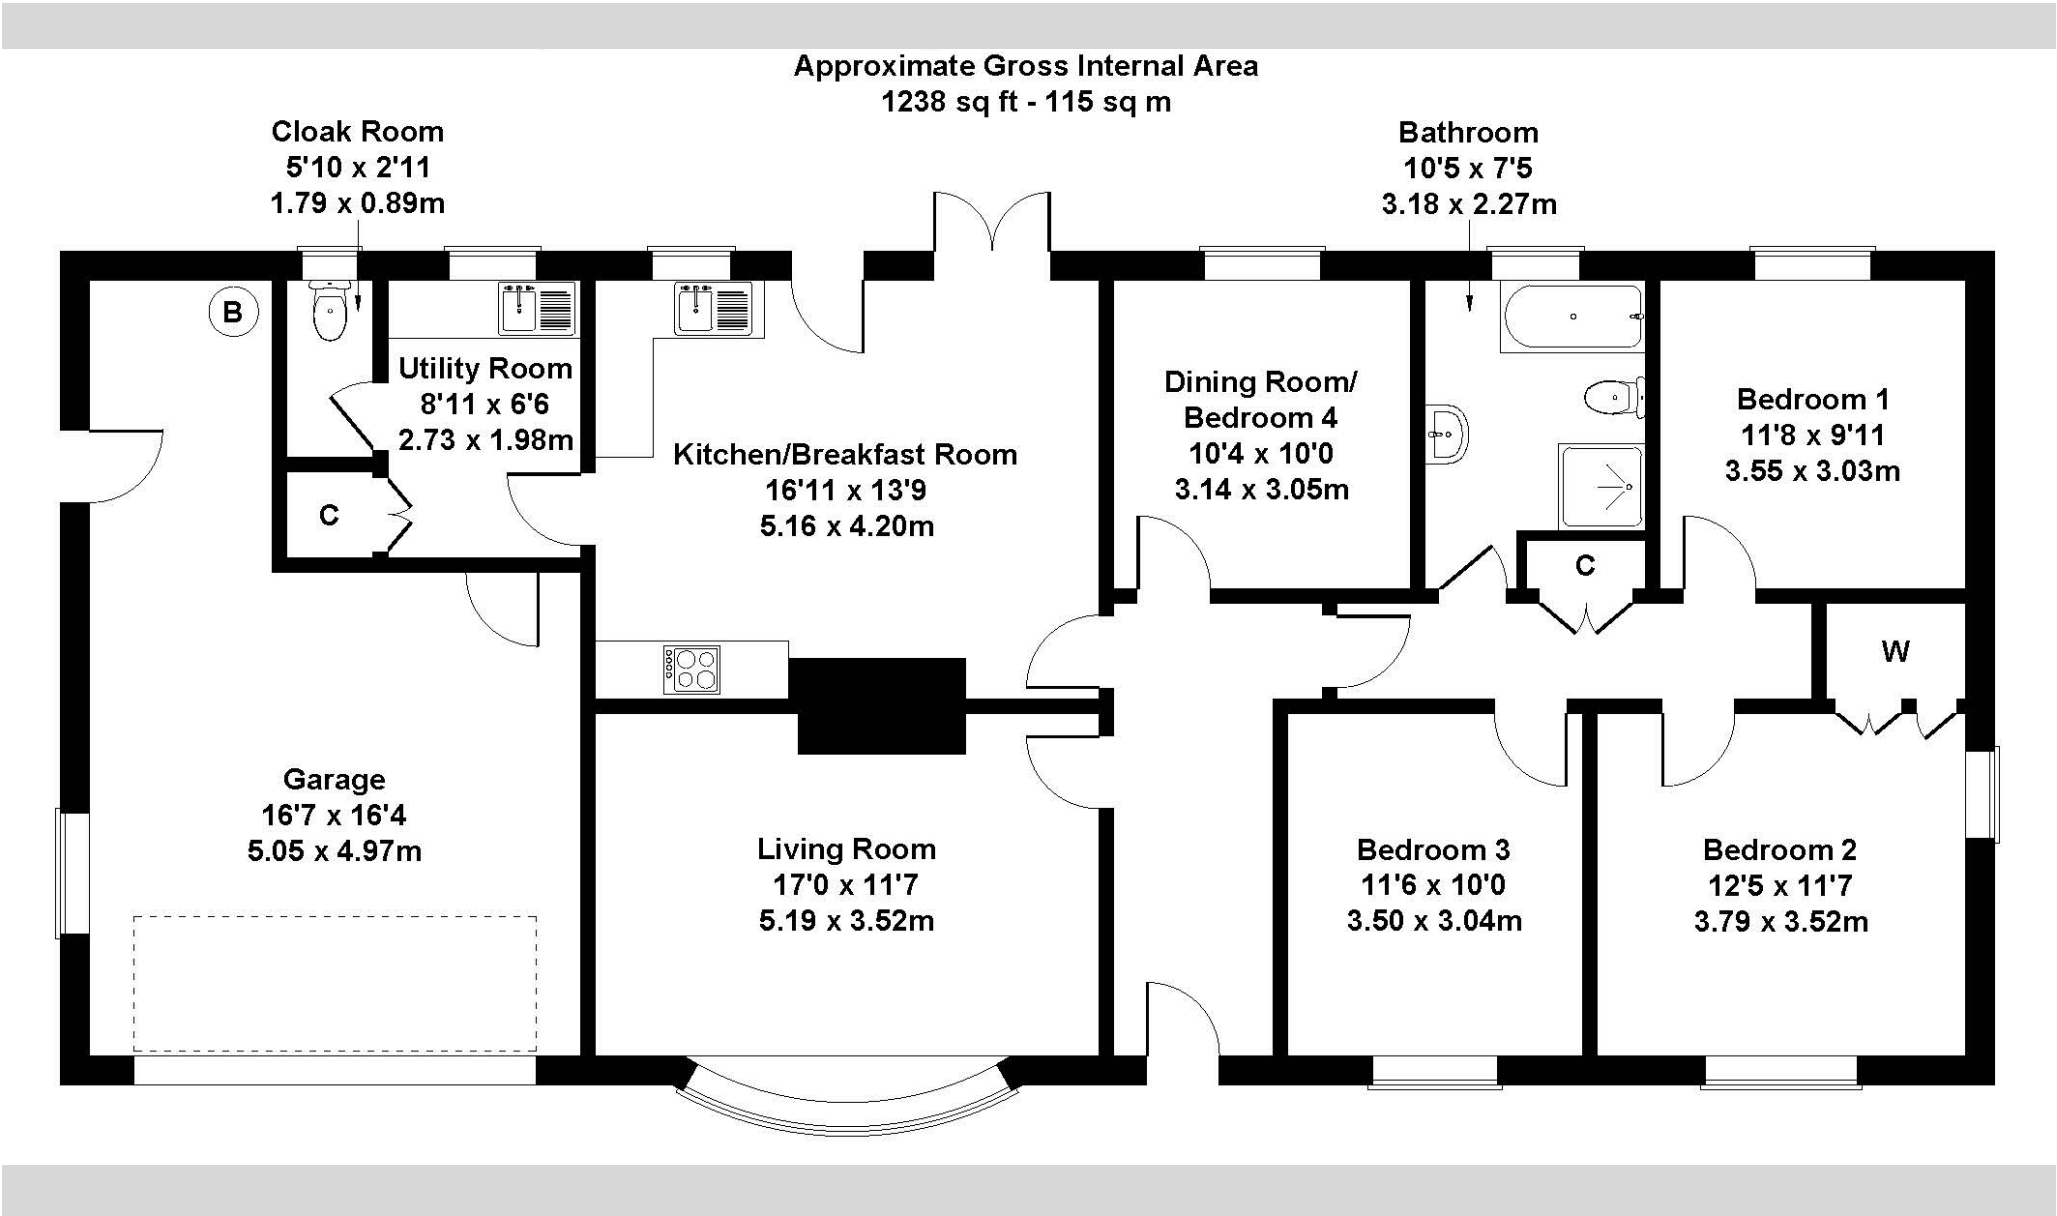 Approximate Gross Internal Area
1238 sq ft - 115 sq m
Cloak Room
5'10 x 2'11
1.79 x 0.89m
Bathroom
10'5 x 7'5
3.18 x 2.27m
B
Utility Room
8'11 x 6'6
2.73 x 1.98m
C
Kitchen/Breakfast Room
16'11 x 13'9
5.16 x 4.20m
Dining Room/
Bedroom 4
10'4 x 10'0
3.14 x 3.05m
Bedroom 1
11'8 x 9'11
3.55 x 3.03m
C
W
Garage
16'7 x 16'4
5.05 x 4.97m
Living Room
17'0 x 11'7
5.19 x 3.52m
Bedroom 3
11'6 x 10'0
3.50 x 3.04m
Bedroom 2
12'5 x 11'7
3.79 x 3.52m